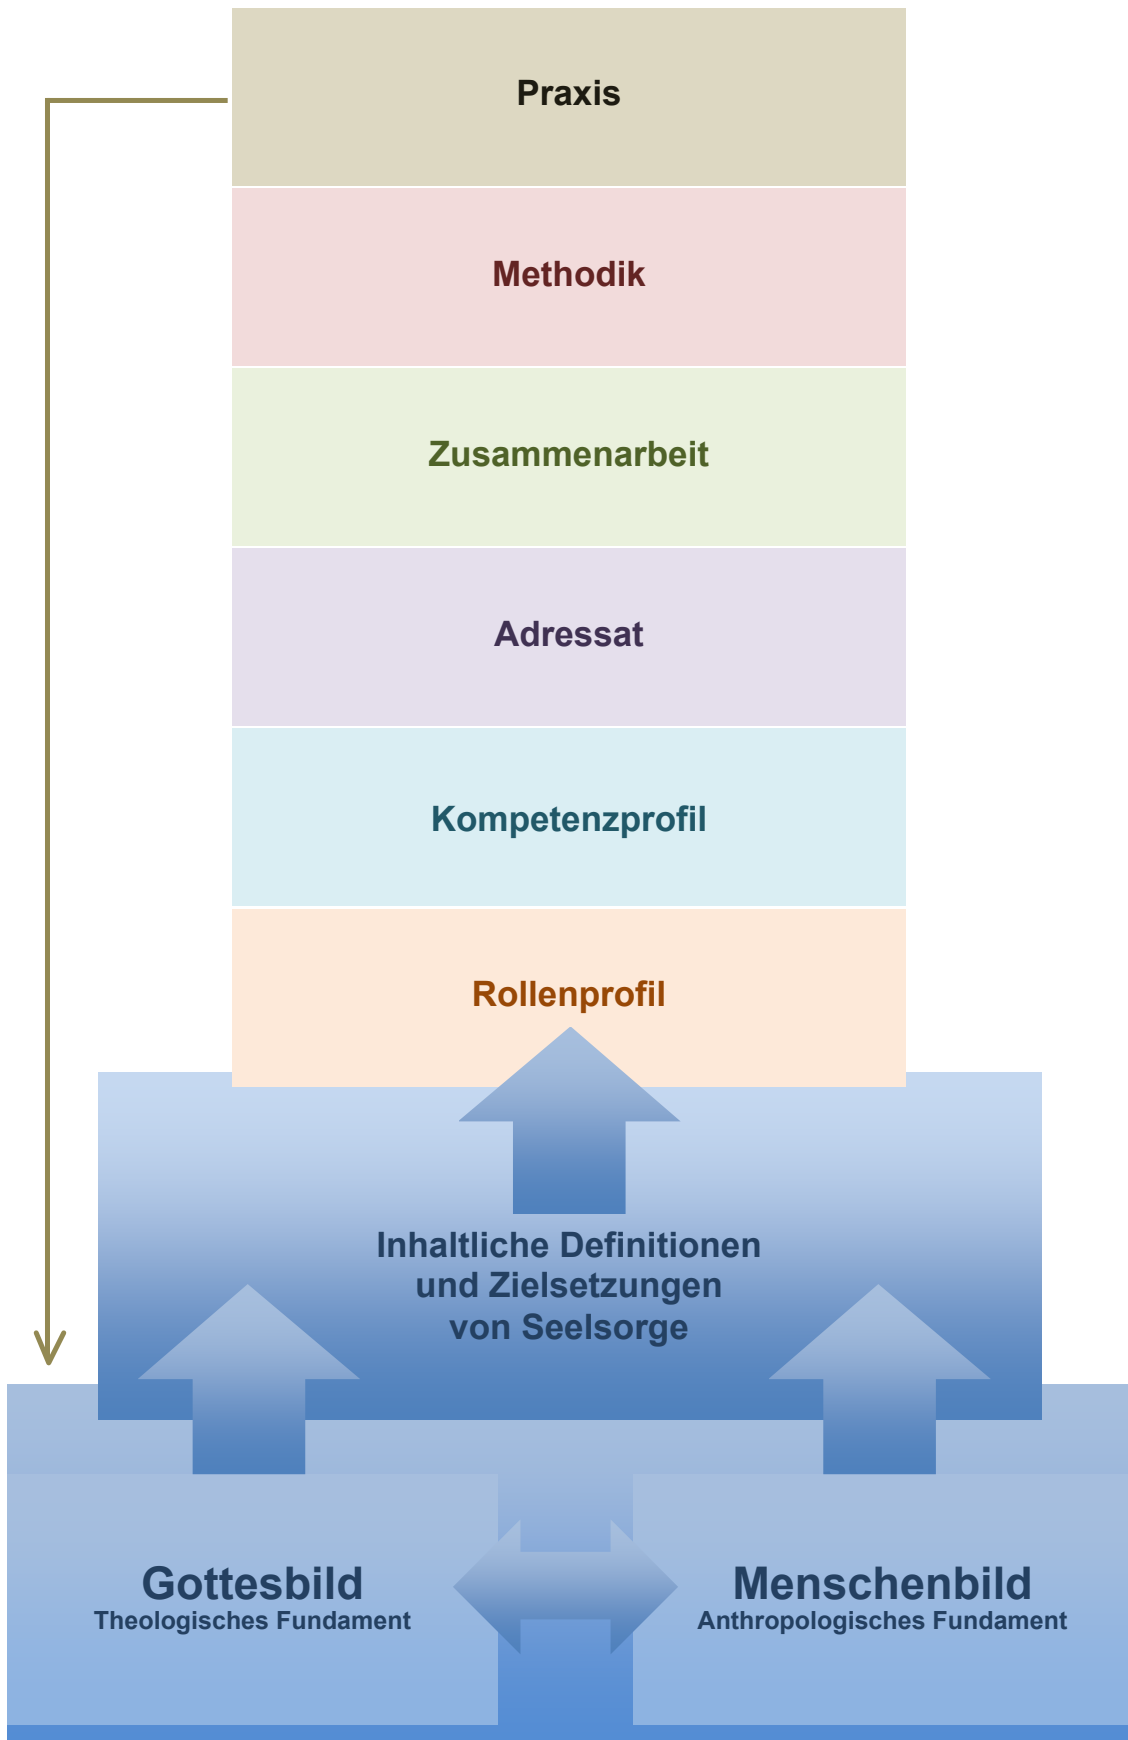 Praxis
Methodik
Zusammenarbeit
Adressat
Kompetenzprofil
Rollenprofil
Inhaltliche Definitionen
und Zielsetzungen
von Seelsorge
Gottesbild
Theologisches Fundament
Menschenbild
Anthropologisches Fundament